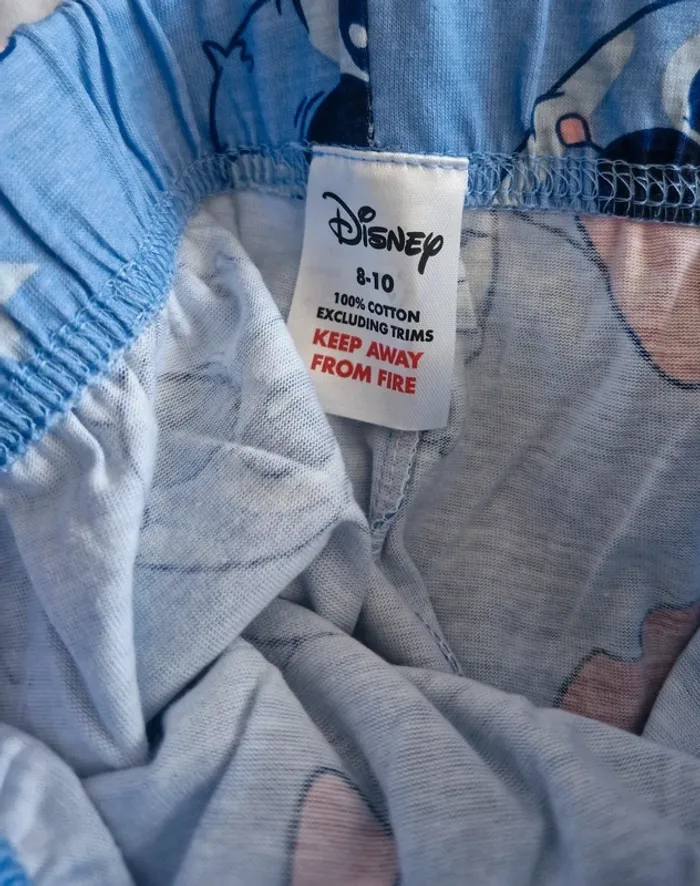 Disney
8-10
100% COTTON
EXCLUDING TRIMS
KEEP AWAY
FROM FIRE